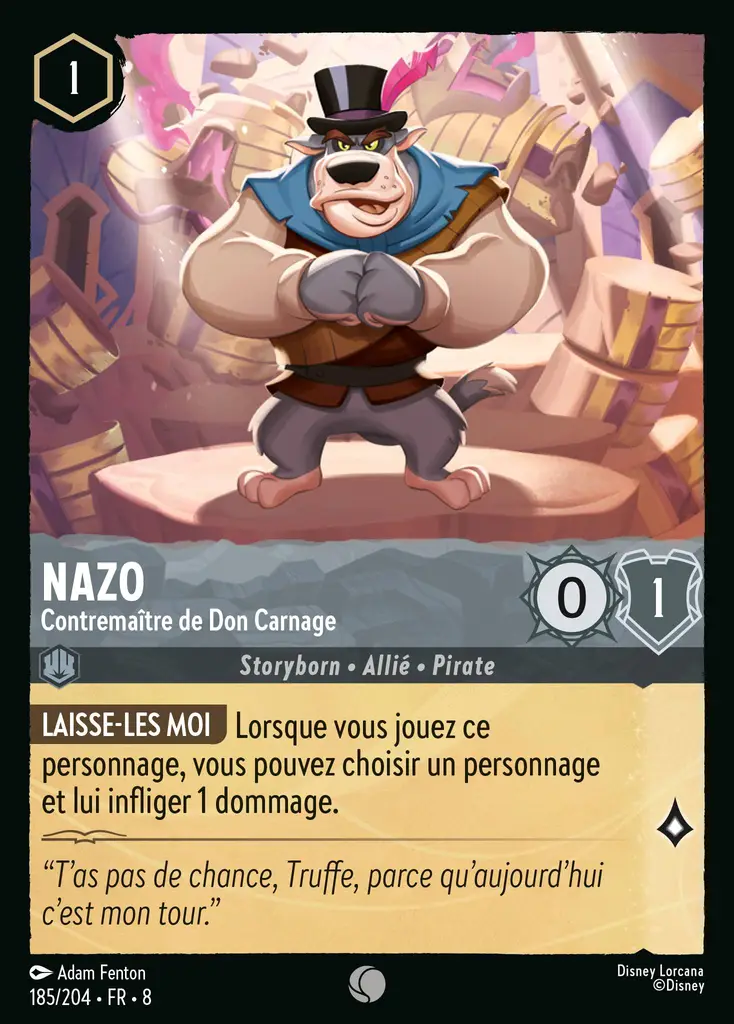 1
NAZO
Contremaître de Don Carnage
0
1
Storyborn • Allié • Pirate
LAISSE-LES MOI Lorsque vous jouez ce
personnage, vous pouvez choisir un personnage
et lui infliger 1 dommage.
“T'as pas de chance, Truffe, parce qu'aujourd'hui
c'est mon tour.”
Adam Fenton
Disney Lorcana
185/204 • FR • 8
©Disney